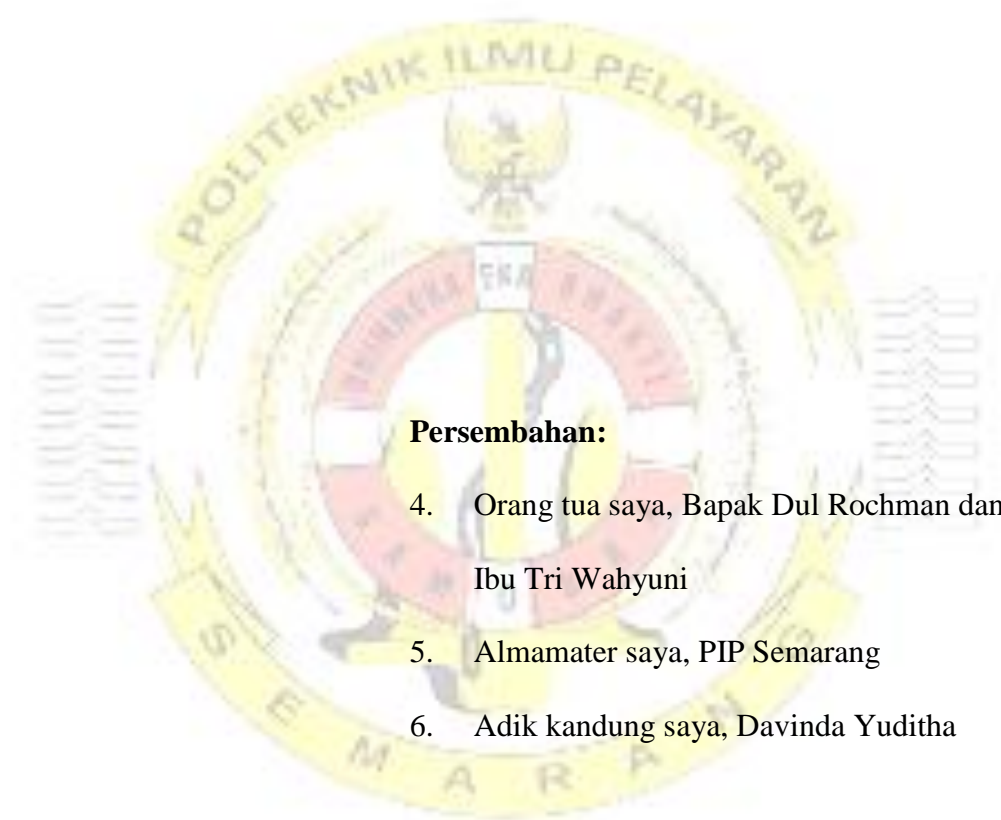 POLITEKNIK ILMU PELAYARAN
Persembahan:
4. Orang tua saya, Bapak Dul Rochman dan
Ibu Tri Wahyuni
5. Almamater saya, PIP Semarang
6. Adik kandung saya, Davinda Yuditha
SEMARANG